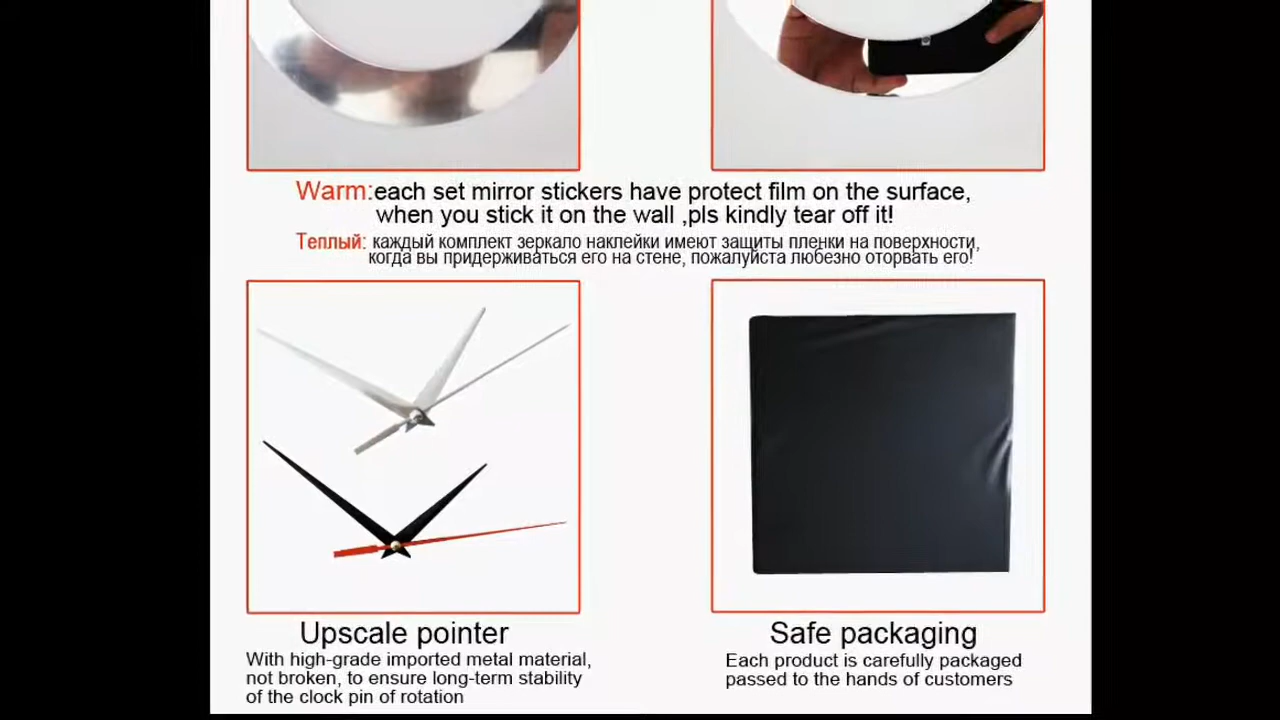 Warm:each set mirror stickers have protect film on the surface,
when you stick it on the wall ,pls kindly tear off it!
Теплый: каждый комплект зеркало наклейки имеют защиты пленки на поверхности,
когда вы придерживаться его на стене, пожалуйста любезно оторвать его!
Upscale pointer
With high-grade imported metal material,
not broken, to ensure long-term stability
of the clock pin of rotation
Safe packaging
Each product is carefully packaged
passed to the hands of customers